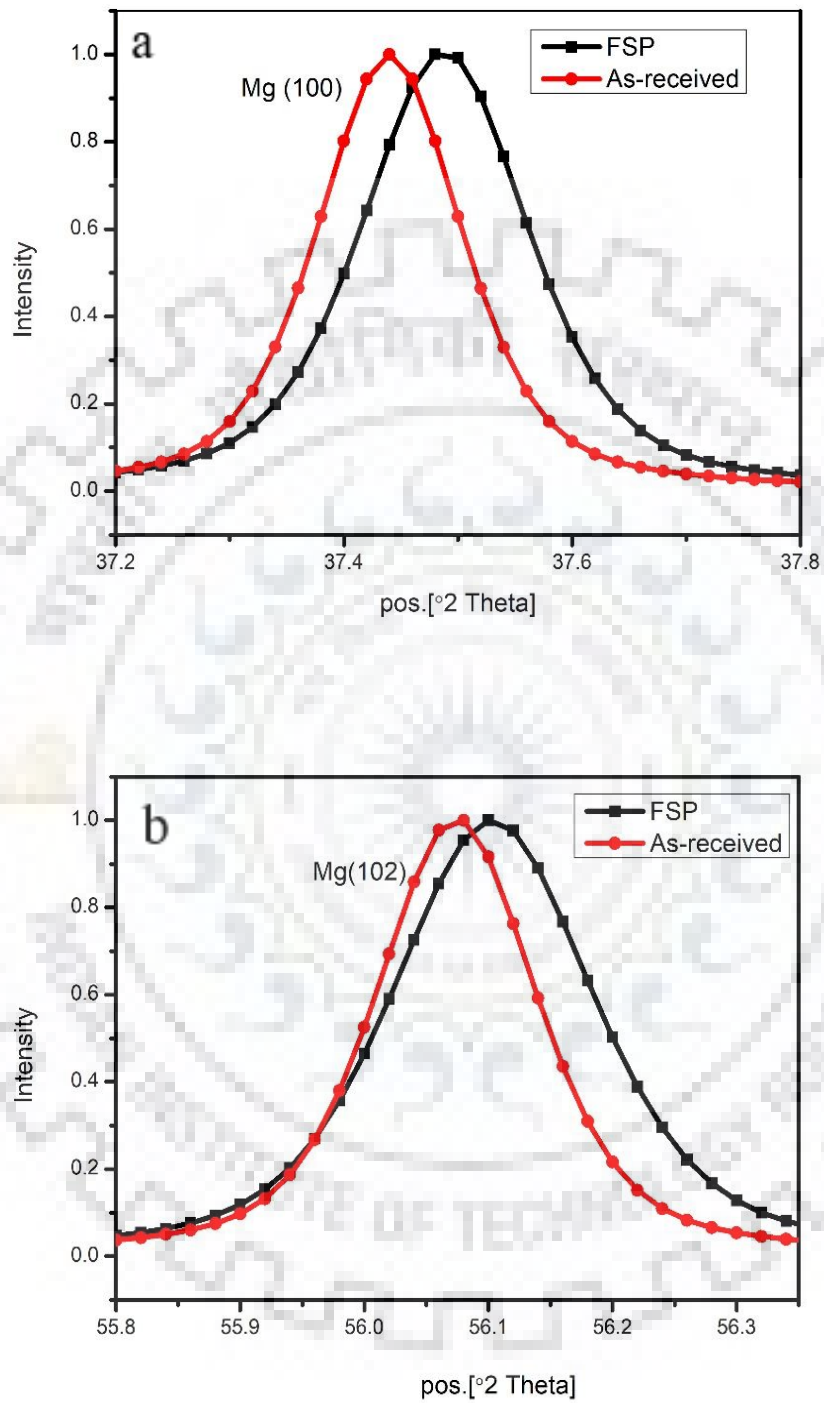 a
FSP
As-received
Mg (100)
1.0
0.8
0.6
0.4
0.2
0.0
Intensity
37.2 37.4 37.6 37.8
pos.[°2 Theta]
b
FSP
As-received
Mg(102)
1.0
0.8
0.6
0.4
0.2
0.0
Intensity
55.8 55.9 56.0 56.1 56.2 56.3
pos.[°2 Theta]
OF TECHNO